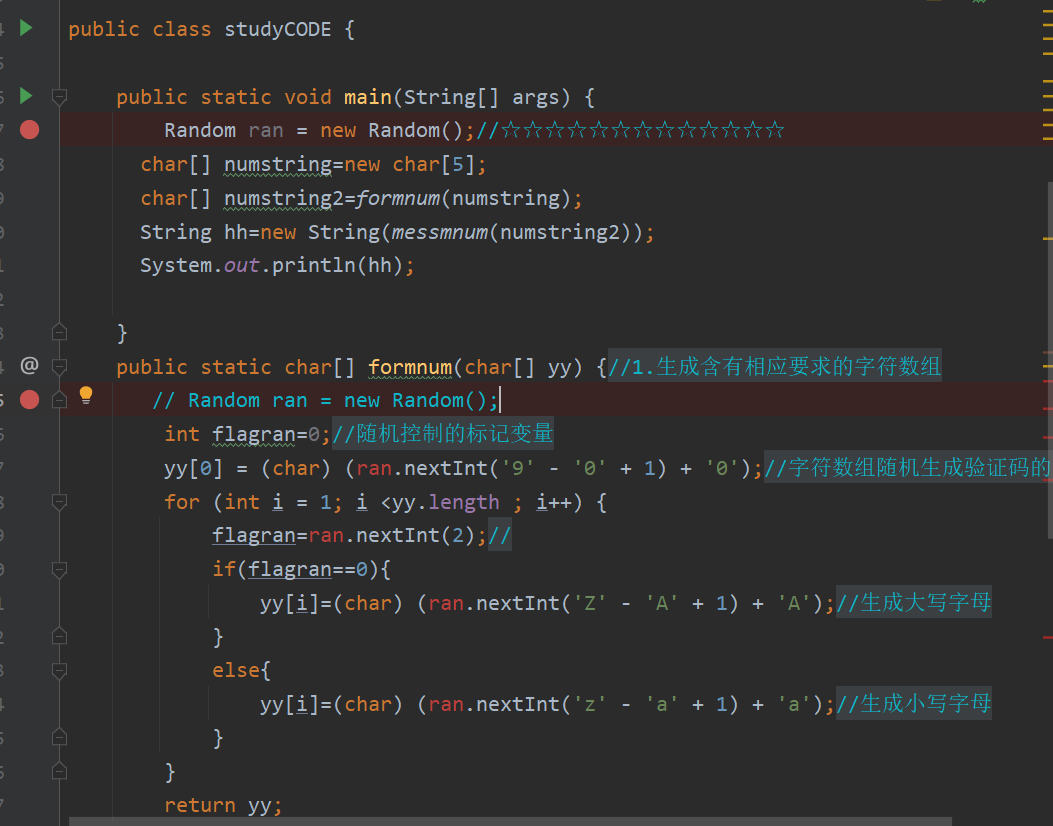 public class studyCODE {
public static void main(String[] args) {
Random ran = new Random();//☆☆☆☆☆☆☆☆☆☆☆☆☆
char[] numstring=new char[5];
char[] numstring2=formnum(numstring);
String hh=new String(messmnum(numstring2));
System.out.println(hh);
}
@
public static char[] formnum(char[] yy) {//1.生成含有相应要求的字符数组
// Random ran = new Random();
int flagran=0;//随机控制的标记变量
yy[0] = (char) (ran.nextInt('9' - '0' + 1) + '0');//字符数组随机生成验证码的
for (int i = 1; i <yy.length ; i++) {
flagran=ran.nextInt(2);//
if(flagran==0){
yy[i]=(char) (ran.nextInt('Z' - 'A' + 1) + 'A');//生成大写字母
}
else{
yy[i]=(char) (ran.nextInt('z' - 'a' + 1) + 'a');//生成小写字母
}
}
return yy;